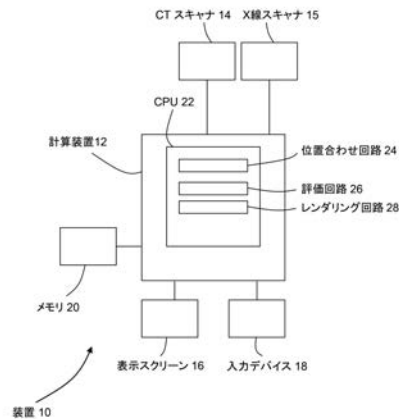 CT スキャナ 14 X線スキャナ 15
CPU 22
計算装置12
位置合わせ回路 24
評価回路 26
レンダリング回路 28
メモリ 20
表示スクリーン 16 入力デバイス 18
装置 10